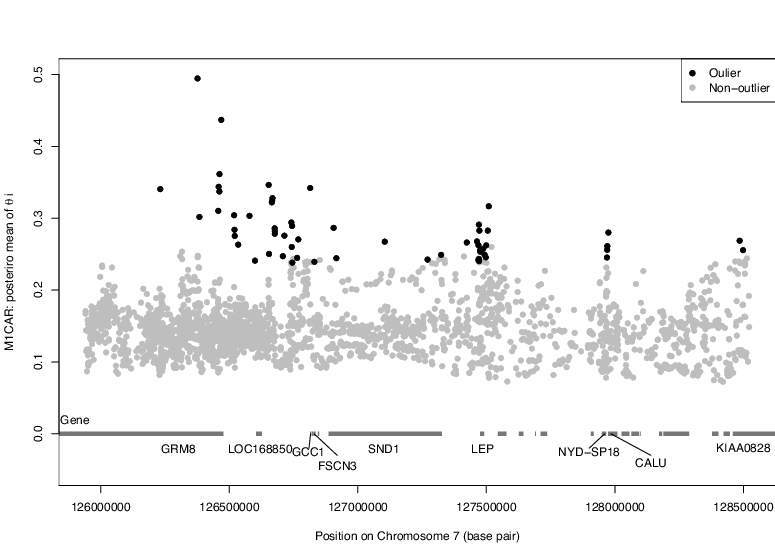 Oulier
Non−outlier
0.5
0.4
0.3
0.2
0.1
0.0
M1CAR: posteriro mean of θ i
Gene
GRM8
LOC168850
GCC1
FSCN3
SND1
LEP
NYD−SP18
CALU
KIAA0828
126000000 126500000 127000000 127500000 128000000 128500000
Position on Chromosome 7 (base pair)